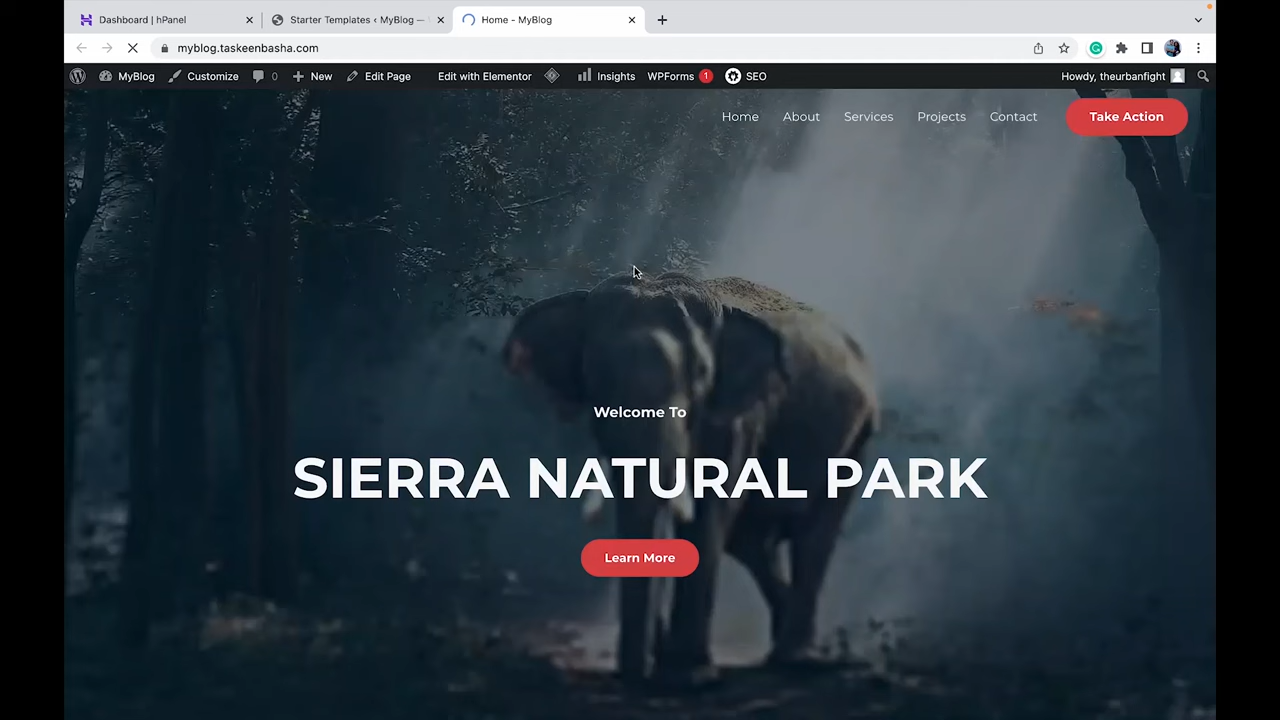 Dashboard | hPanel
Starter Templates ‹ MyBlog —
Home - MyBlog
myblog.taskeenbasha.com
MyBlog
Customize
0
New
Edit Page
Edit with Elementor
Insights
WPForms 1
SEO
Howdy, theurbanfight
Home
About
Services
Projects
Contact
Take Action
Welcome To
SIERRA NATURAL PARK
Learn More